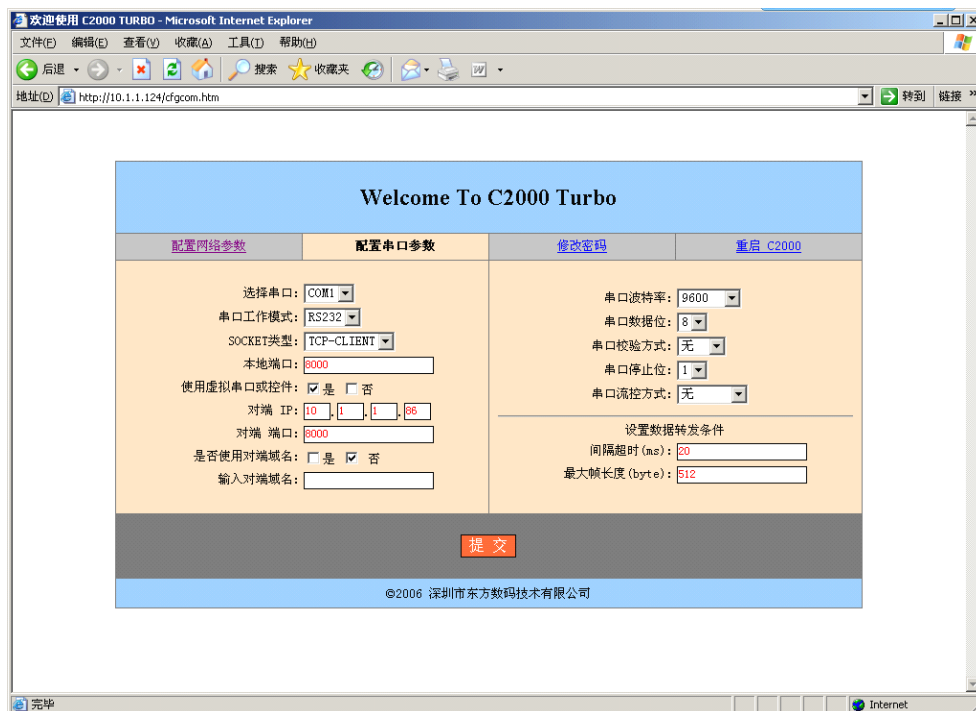 欢迎使用 C2000 TURBO - Microsoft Internet Explorer
文件(F) 编辑(E) 查看(V) 收藏(A) 工具(T) 帮助(H)
后退 搜索 收藏夹
地址(D) http://10.1.1.124/cfgcom.htm 转到 链接 »
Welcome To C2000 Turbo
配置网络参数 配置串口参数 修改密码 重启 C2000
选择串口: COM1
串口工作模式: RS232
SOCKET类型: TCP-CLIENT
本地端口: 8000
使用虚拟串口或控件: 是 否
对端 IP: 10 . 1 . 1 . 86
对端 端口: 8000
是否使用对端域名: 是 否
输入对端域名:
串口波特率: 9600
串口数据位: 8
串口校验方式: 无
串口停止位: 1
串口流控方式: 无
设置数据转发条件
间隔超时(ms): 20
最大帧长度(byte): 512
提 交
©2006 深圳市东方数码技术有限公司
完毕 Internet